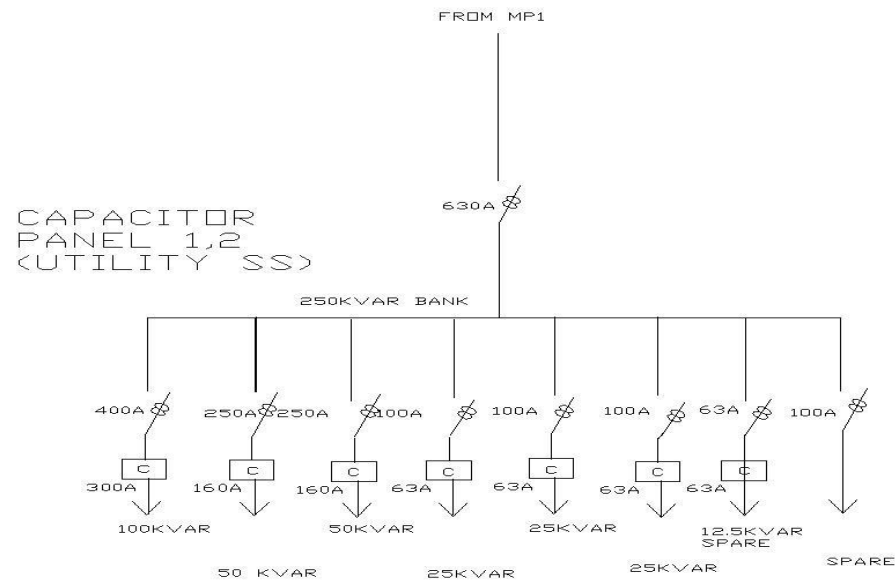 FROM MP1
630A
CAPACITOR
PANEL 1,2
(UTILITY SS)
250KVAR BANK
400A
250A
250A
100A
100A
100A
63A
100A
C
C
C
C
C
C
C
300A
160A
160A
63A
63A
63A
63A
100KVAR
50KVAR
25KVAR
12.5KVAR
SPARE
50 KVAR
25KVAR
25KVAR
SPARE